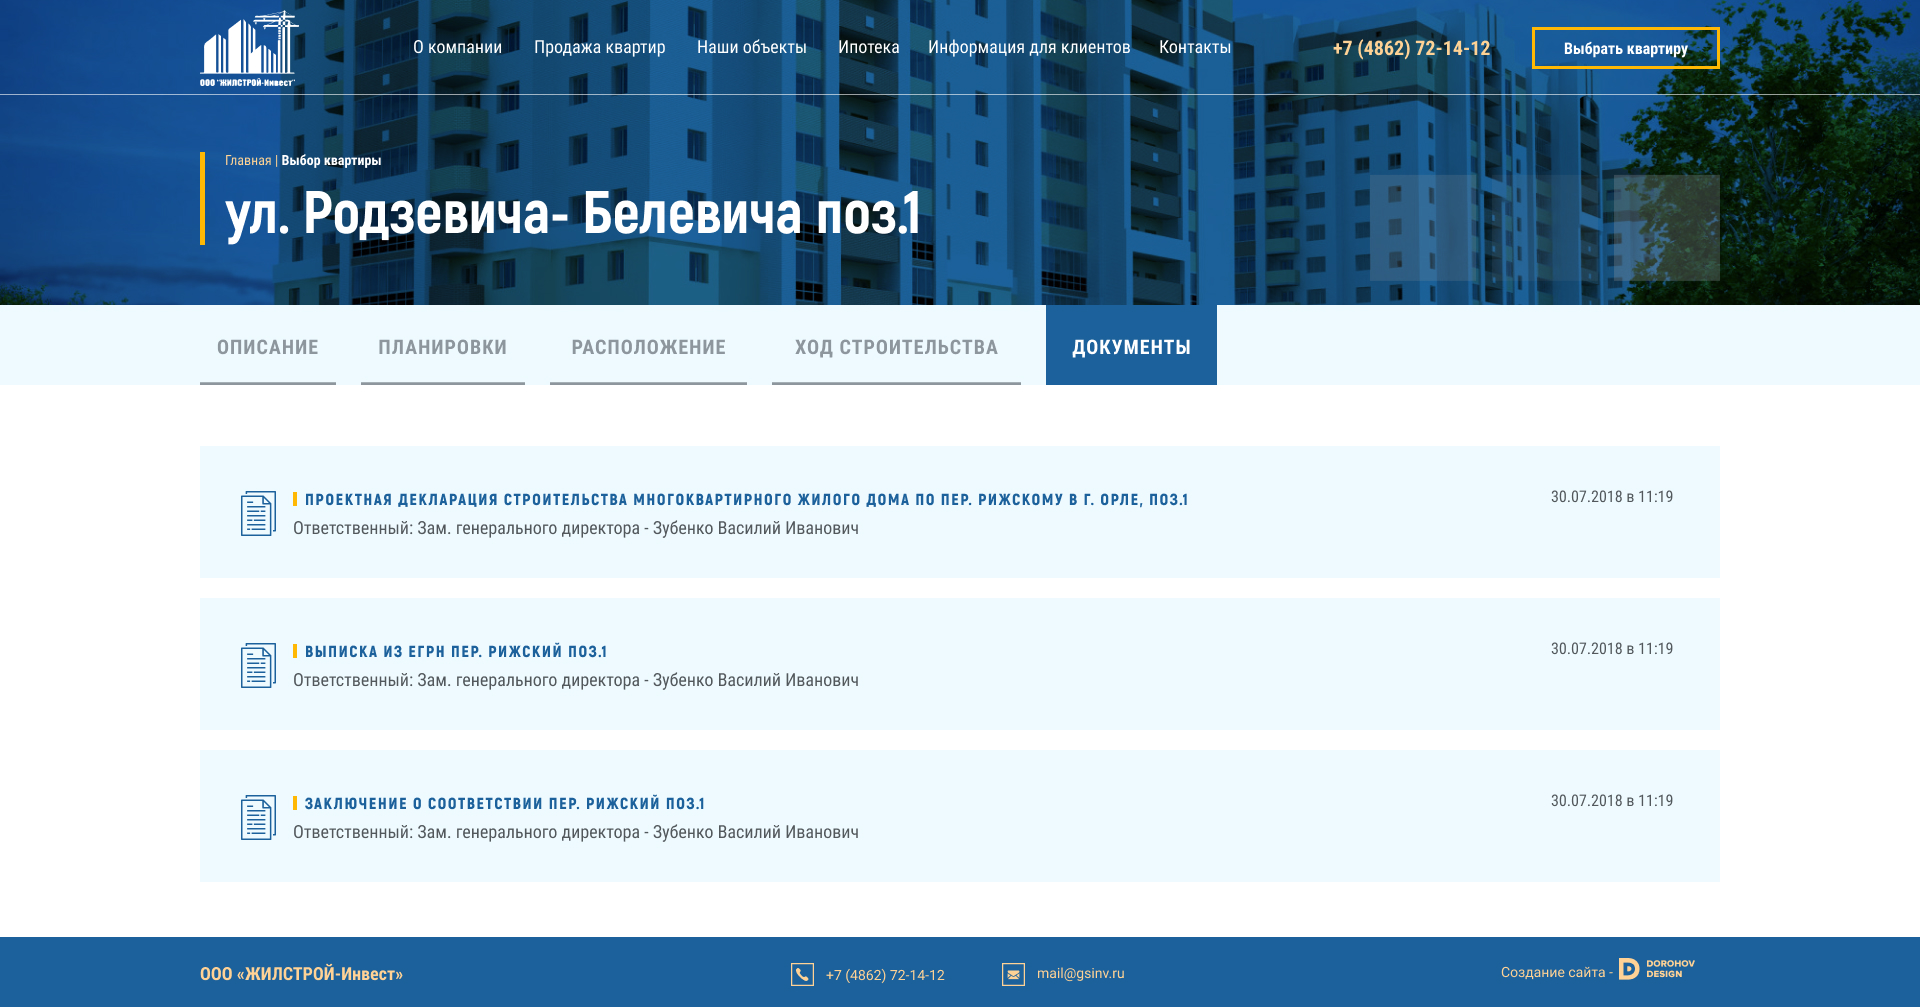 ООО "ЖИЛСТРОЙ-Инвест"
О компании Продажа квартир Наши объекты Ипотека Информация для клиентов Контакты +7 (4862) 72-14-12 Выбрать квартиру
Главная | Выбор квартиры
ул. Родзевича- Белевича поз.1
ОПИСАНИЕ ПЛАНИРОВКИ РАСПОЛОЖЕНИЕ ХОД СТРОИТЕЛЬСТВА ДОКУМЕНТЫ
ПРОЕКТНАЯ ДЕКЛАРАЦИЯ СТРОИТЕЛЬСТВА МНОГОКВАРТИРНОГО ЖИЛОГО ДОМА ПО ПЕР. РИЖСКОМУ В Г. ОРЛЕ, ПОЗ.1 30.07.2018 в 11:19
Ответственный: Зам. генерального директора - Зубенко Василий Иванович
ВЫПИСКА ИЗ ЕГРН ПЕР. РИЖСКИЙ ПОЗ.1 30.07.2018 в 11:19
Ответственный: Зам. генерального директора - Зубенко Василий Иванович
ЗАКЛЮЧЕНИЕ О СООТВЕТСТВИИ ПЕР. РИЖСКИЙ ПОЗ.1 30.07.2018 в 11:19
Ответственный: Зам. генерального директора - Зубенко Василий Иванович
ООО «ЖИЛСТРОЙ-Инвест» +7 (4862) 72-14-12 mail@gsinv.ru Создание сайта - DOROHOV
DESIGN